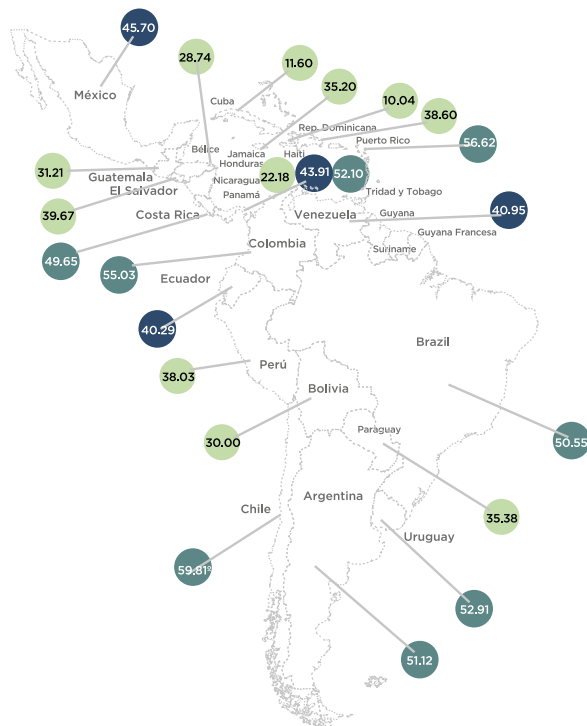 45.70
28.74
11.60
35.20
10.04
38.60
56.62
México
Cuba
Rep. Dominicana
Puerto Rico
Bélice
Jamaica
Haiti
Honduras
31.21
Guatemala
El Salvador
Nicaragua
22.18
43.91
52.10
Panamá
Tridad y Tobago
39.67
Costa Rica
Venezuela
Guyana
40.95
Guyana Francesa
Suriname
49.65
55.03
Colombia
Ecuador
40.29
Brazil
38.03
Perú
Bolivia
30.00
Paraguay
50.55
Argentina
Chile
35.38
Uruguay
59.81º
52.91
51.12